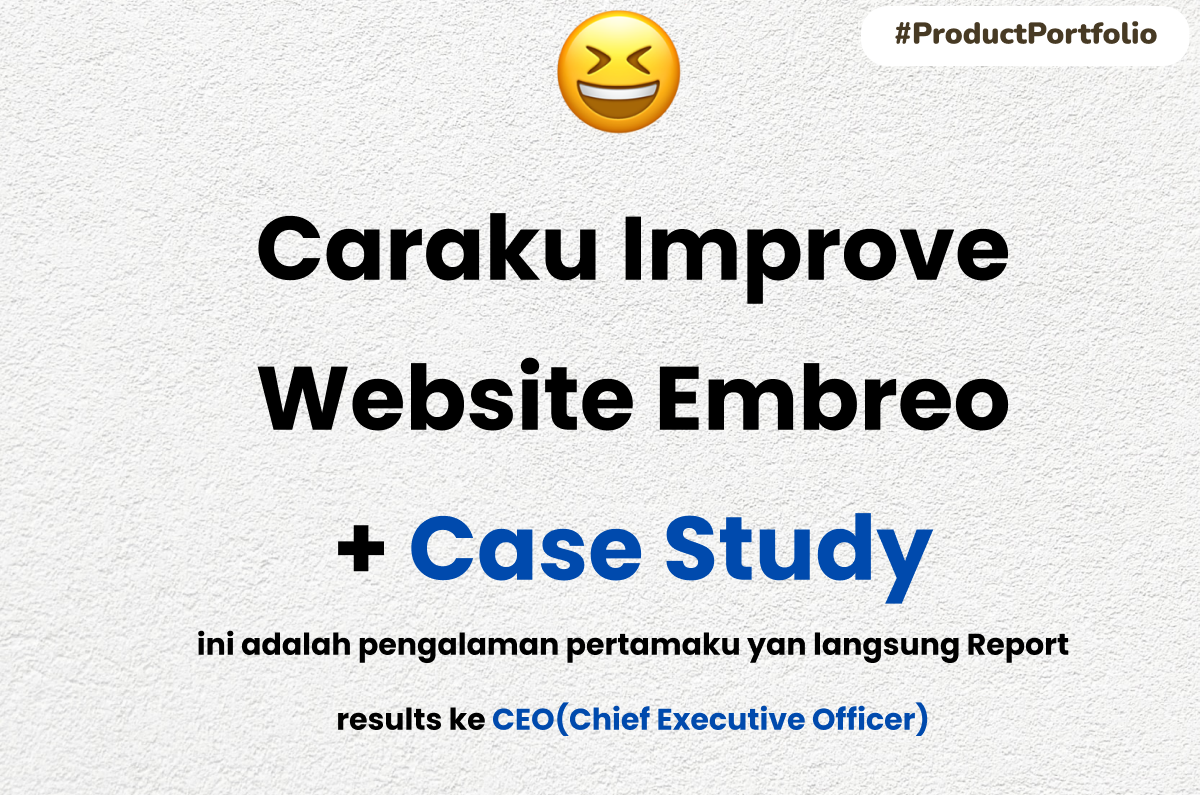 #ProductPortfolio
Caraku Improve
Website Embreo
+ Case Study
ini adalah pengalaman pertamaku yan langsung Report
results ke CEO(Chief Executive Officer)